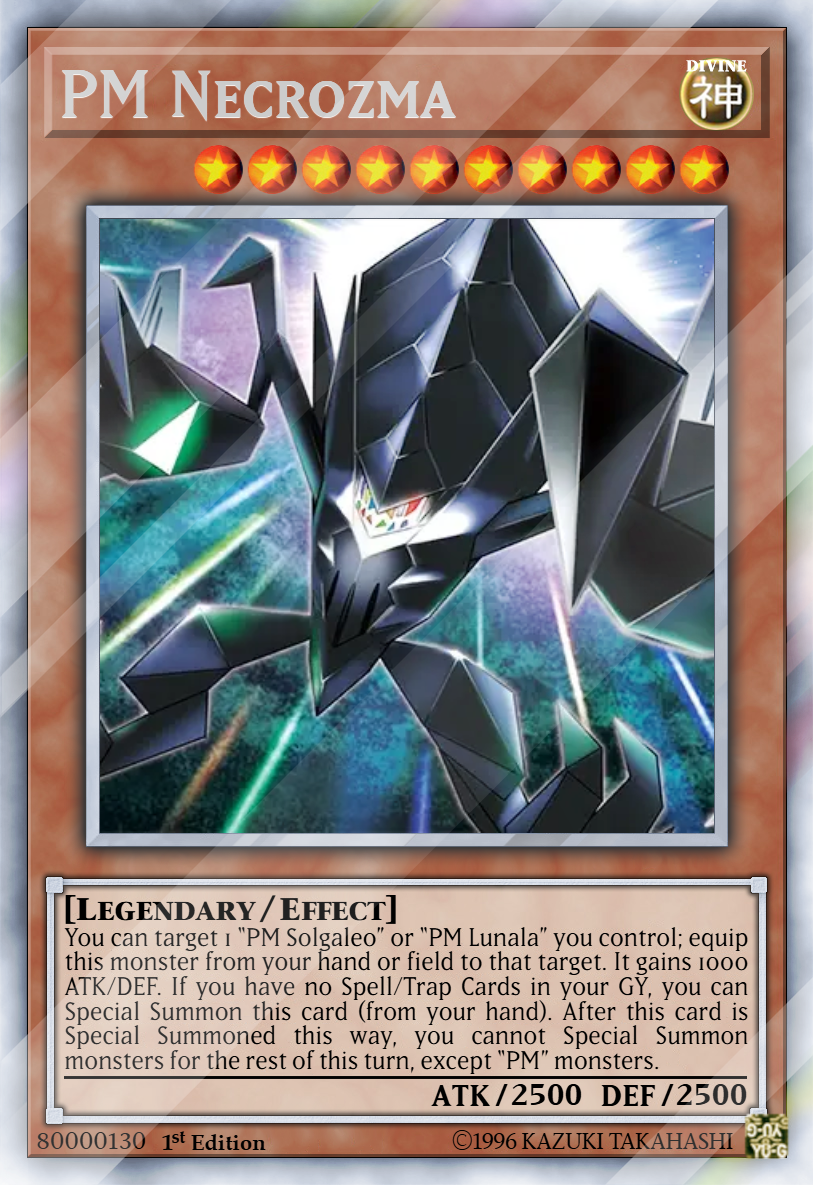 PM NECROZMA
DIVINE
神
[LEGENDARY/EFFECT]
You can target 1 "PM Solgaleo" or "PM Lunala" you control; equip
this monster from your hand or field to that target. It gains 1000
ATK/DEF. If you have no Spell/Trap Cards in your GY, you can
Special Summon this card (from your hand). After this card is
Special Summoned this way, you cannot Special Summon
monsters for the rest of this turn, except "PM" monsters.
ATK/2500 DEF/2500
80000130 1st Edition ©1996 KAZUKI TAKAHASHI